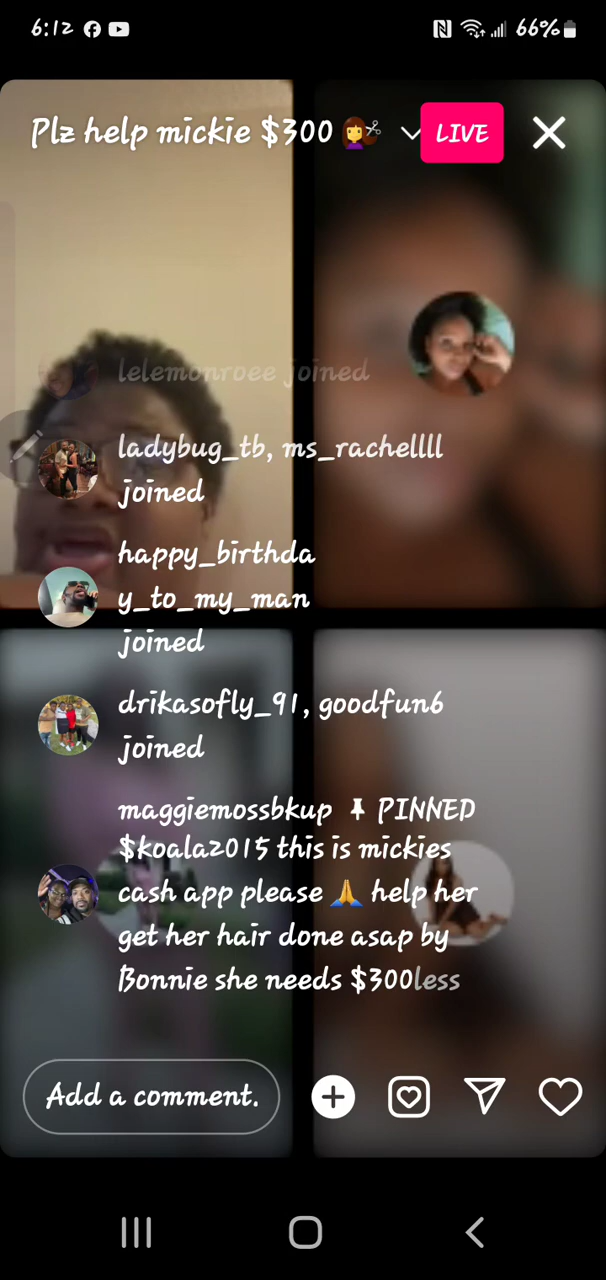 6:12
66%
Plz help mickie $300
LIVE
lelemonroee joined
ladybug_tb, ms_rachellll
joined
happy_birthda
y_to_my_man
joined
drikasofly_91, goodfun6
joined
maggiemossbkup 📌 PINNED
$koala2015 this is mickies
cash app please 🙏 help her
get her hair done asap by
Bonnie she needs $300less
Add a comment.